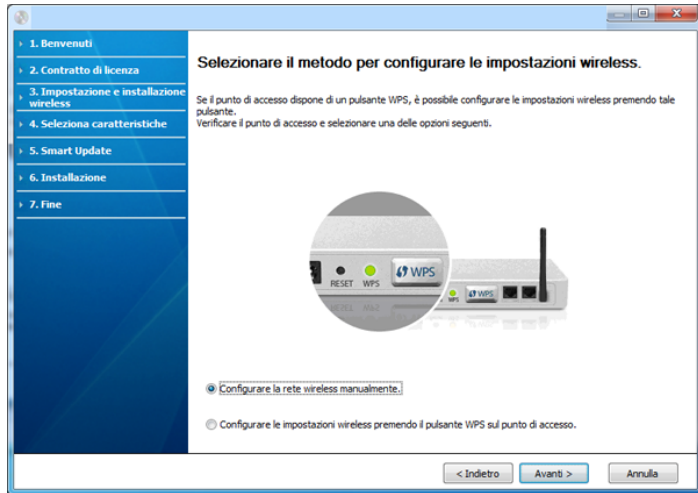 1. Benvenuti
2. Contratto di licenza
3. Impostazione e installazione
wireless
4. Seleziona caratteristiche
5. Smart Update
6. Installazione
7. Fine
Selezionare il metodo per configurare le impostazioni wireless.
Se il punto di accesso dispone di un pulsante WPS, è possibile configurare le impostazioni wireless premendo tale
pulsante.
Verificare il punto di accesso e selezionare una delle opzioni seguenti.
RESET WPS WPS
WPS WPS
Configurare la rete wireless manualmente.
Configurare le impostazioni wireless premendo il pulsante WPS sul punto di accesso.
< Indietro Avanti > Annulla